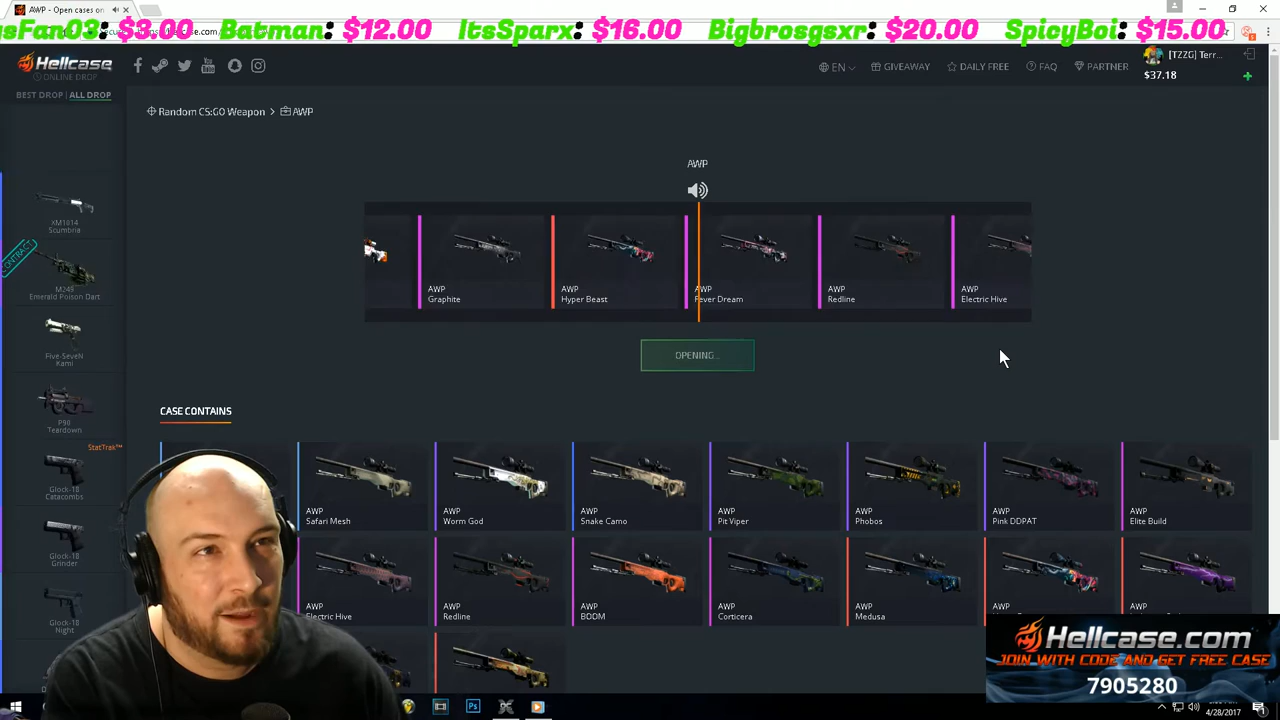 AWP - Open cases on
sFan03: $3.00 Batman: $12.00 ItsSparx: $16.00 Bigbrosgsxr: $20.00 SpicyBoi: $15.00
Hellcase
ONLINE DROP
EN GIVEAWAY DAILY FREE FAQ PARTNER
[TZZG] Terr...
$37.18
BEST DROP | ALL DROP
Random CS:GO Weapon > AWP
AWP
AWP
Graphite
AWP
Hyper Beast
AWP
Fever Dream
AWP
Redline
AWP
Electric Hive
OPENING...
XM1014
Scumbria
CONTRACT
M249
Emerald Poison Dart
Five-SeveN
Kami
P90
Teardown
StatTrak™
Glock-18
Catacombs
Glock-18
Grinder
Glock-18
Night
CASE CONTAINS
AWP
Safari Mesh
AWP
Worm God
AWP
Snake Camo
AWP
Pit Viper
AWP
Phobos
AWP
Pink DDPAT
AWP
Elite Build
AWP
Electric Hive
AWP
Redline
AWP
BOOM
AWP
Corticera
AWP
Medusa
AWP
AWP
Hellcase.com
JOIN WITH CODE AND GET FREE CASE
7905280
4/28/2017